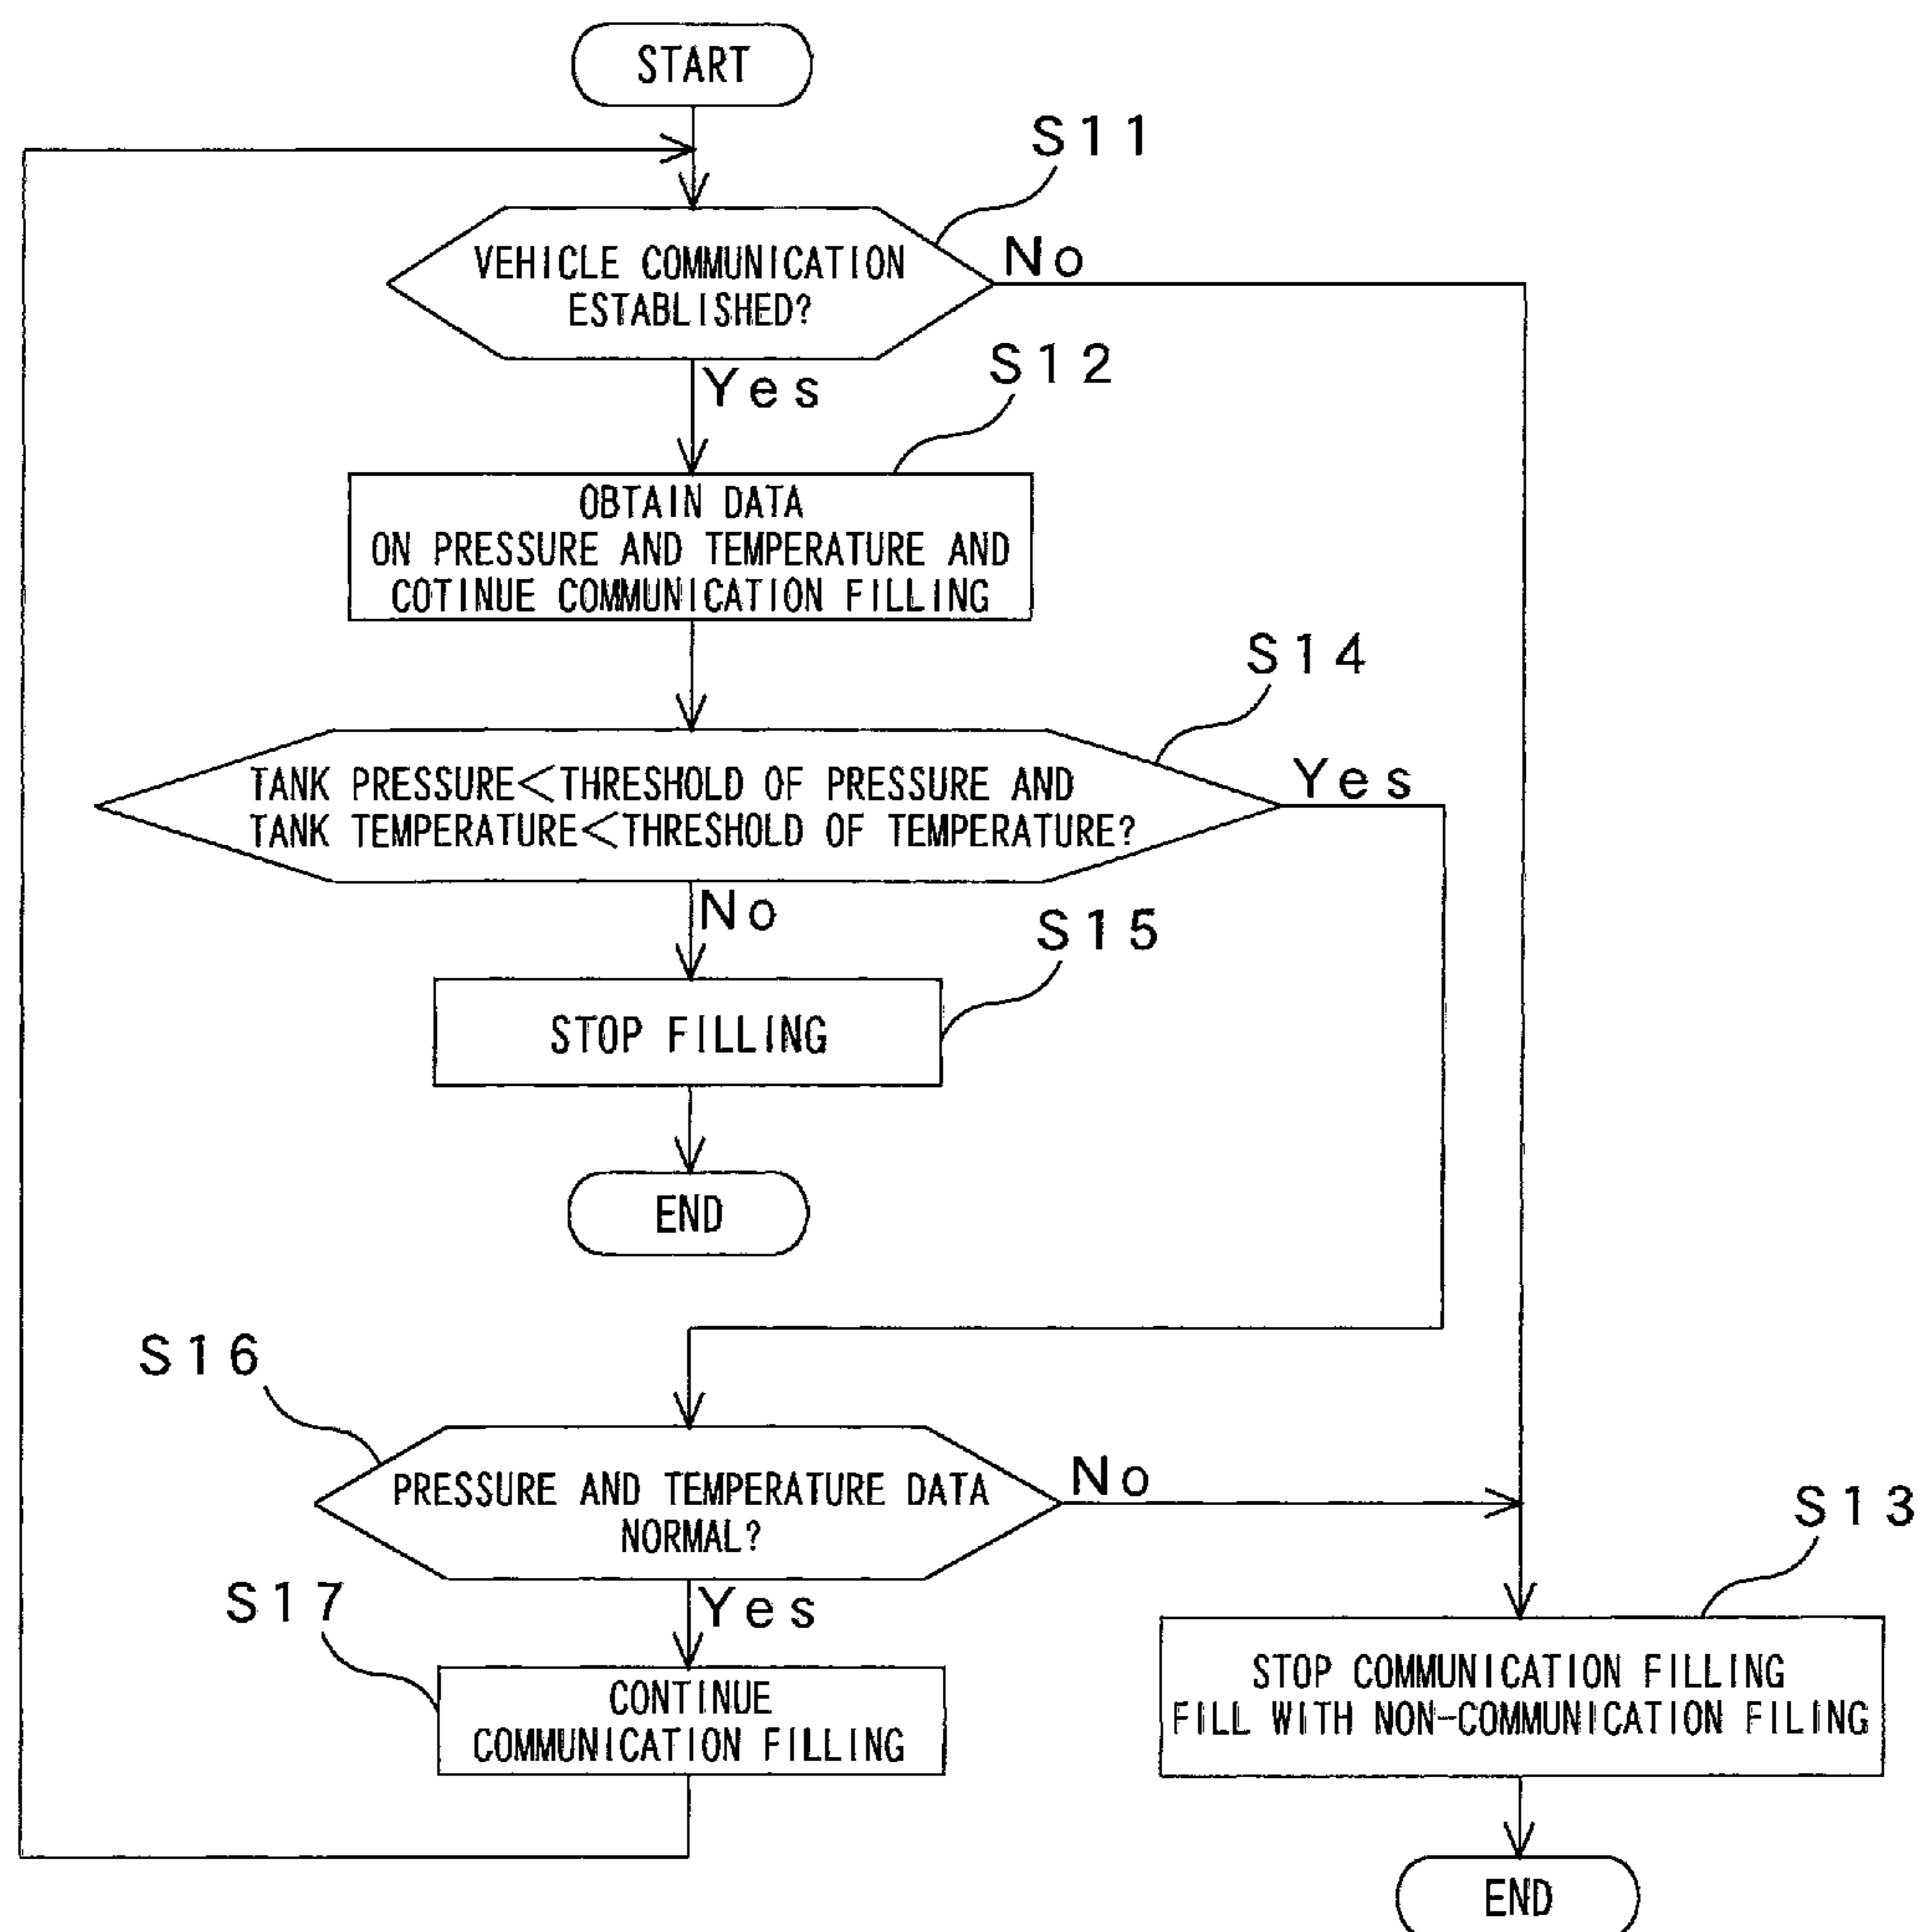 START
S11
VEHICLE COMMUNICATION
ESTABLISHED?
No
Yes
S12
OBTAIN DATA
ON PRESSURE AND TEMPERATURE AND
COTINUE COMMUNICATION FILLING
S14
TANK PRESSURE<THRESHOLD OF PRESSURE AND
TANK TEMPERATURE<THRESHOLD OF TEMPERATURE?
Yes
No
S15
STOP FILLING
END
S16
PRESSURE AND TEMPERATURE DATA
NORMAL?
No
S13
Yes
S17
CONTINUE
COMMUNICATION FILLING
STOP COMMUNICATION FILLING
FILL WITH NON-COMMUNICATION FILING
END